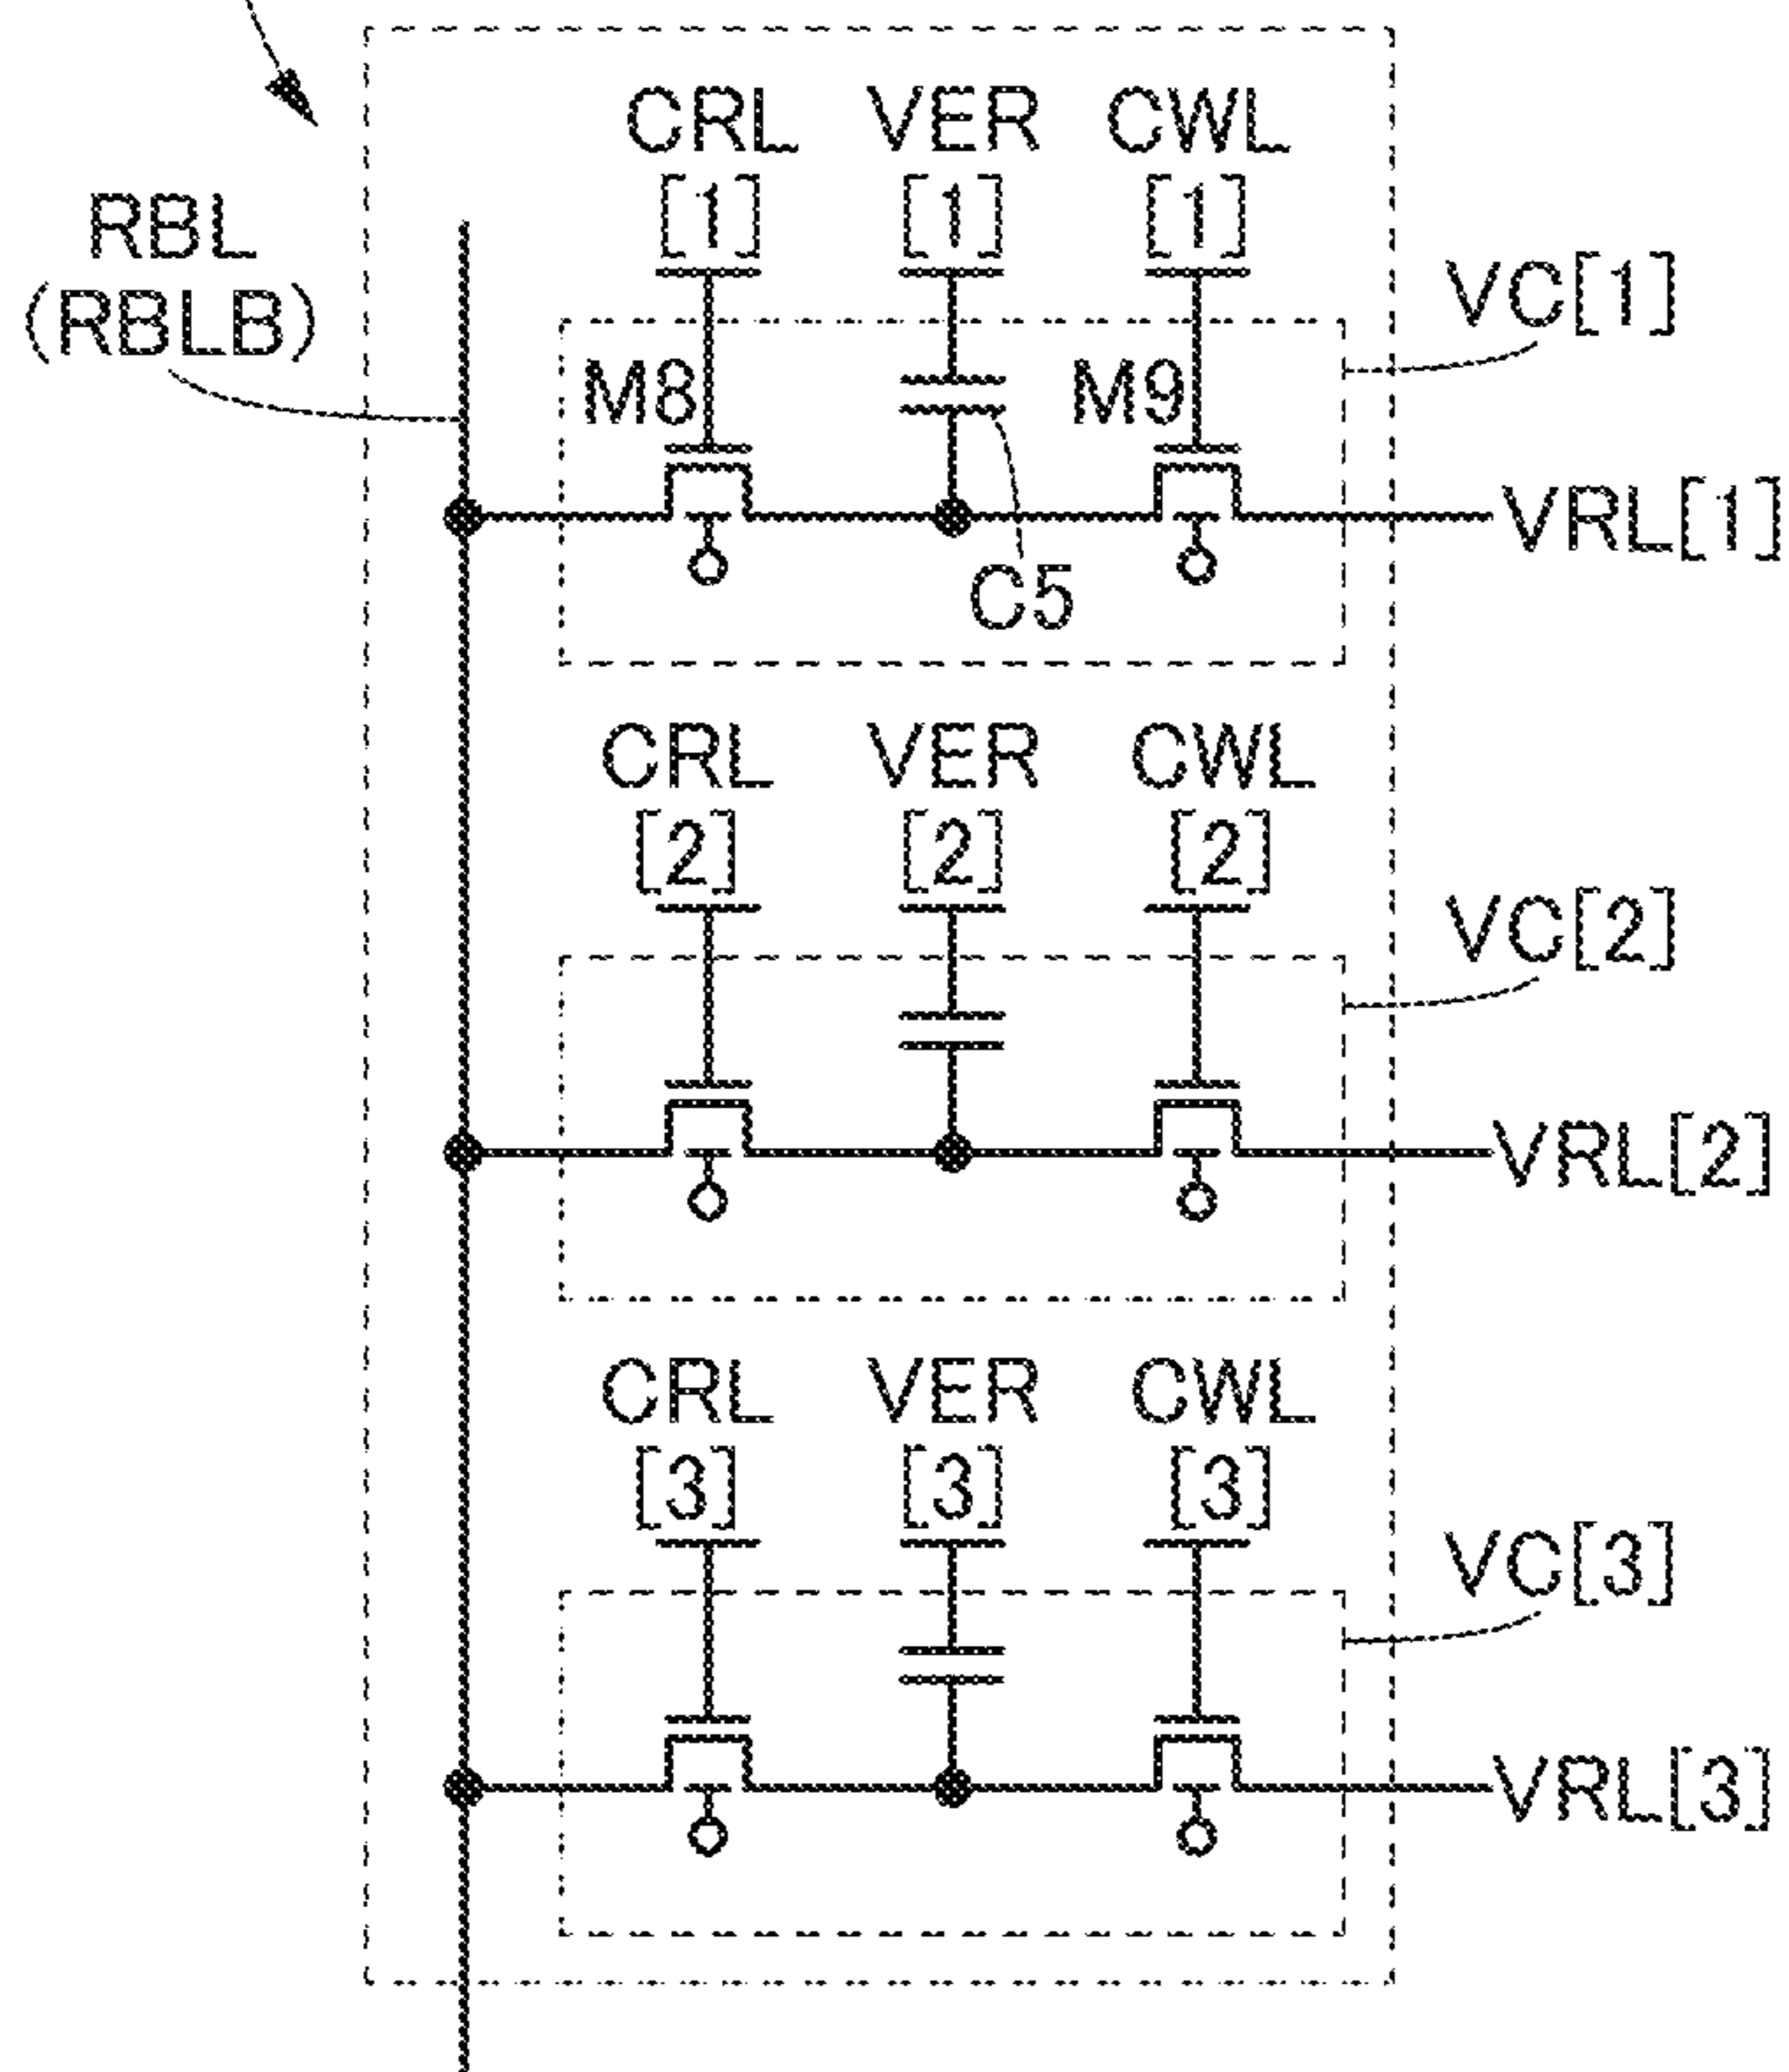 CRL VER CWL
[1] [1] [1]
RBL
(RBLB)
VC[1]
M8
M9
VRL[1]
C5
CRL VER CWL
[2] [2] [2]
VC[2]
VRL[2]
CRL VER CWL
[3] [3] [3]
VC[3]
VRL[3]